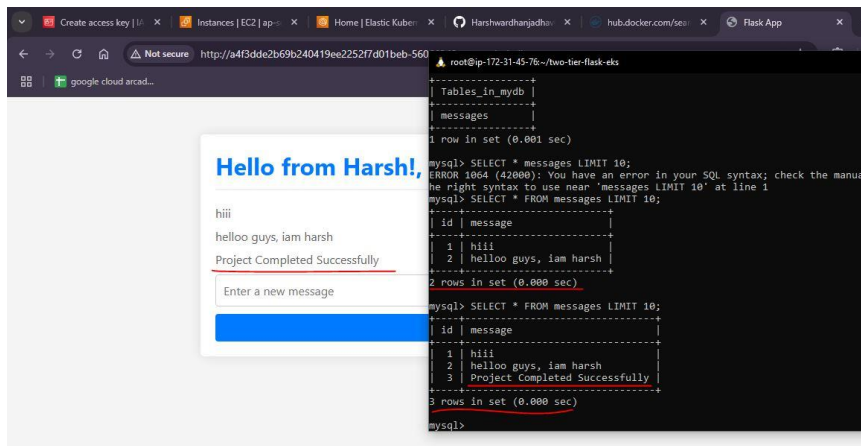 Create access key | IA
Instances | EC2 | ap-s
Home | Elastic Kubern
Harshwardhanjadhav
hub.docker.com/sea
Flask App
Not secure
http://a4f3dde2b69b240419ee2252f7d01beb-560
google cloud arcad...
Hello from Harsh!,
hiii
helloo guys, iam harsh
Project Completed Successfully
Enter a new message
root@ip-172-31-45-76:~/two-tier-flask-eks
+----------------+
| Tables_in_mydb |
+----------------+
| messages |
+----------------+
1 row in set (0.001 sec)
mysql> SELECT * messages LIMIT 10;
ERROR 1064 (42000): You have an error in your SQL syntax; check the manua
he right syntax to use near 'messages LIMIT 10' at line 1
mysql> SELECT * FROM messages LIMIT 10;
+----+------------------------+
| id | message |
+----+------------------------+
| 1 | hiii |
| 2 | helloo guys, iam harsh |
+----+------------------------+
2 rows in set (0.000 sec)
mysql> SELECT * FROM messages LIMIT 10;
+----+--------------------------------+
| id | message |
+----+--------------------------------+
| 1 | hiii |
| 2 | helloo guys, iam harsh |
| 3 | Project Completed Successfully |
+----+--------------------------------+
3 rows in set (0.000 sec)
mysql>